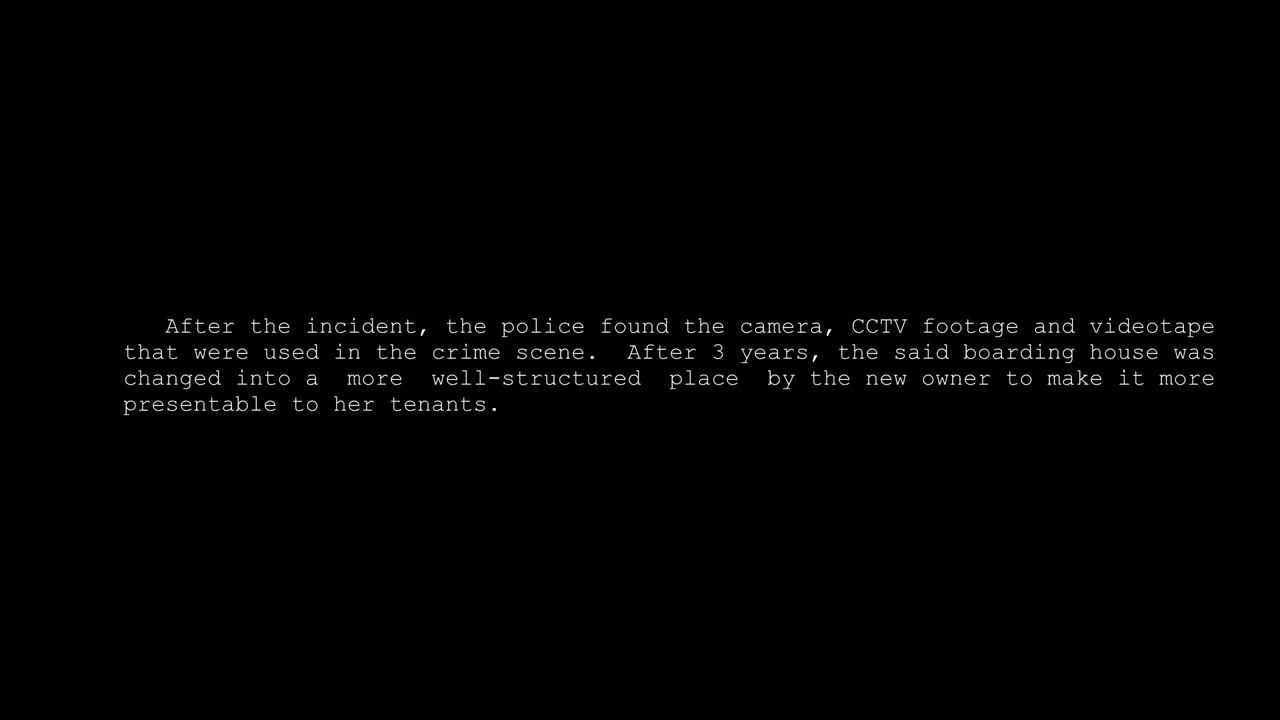 After the incident, the police found the camera, CCTV footage and videotape
that were used in the crime scene. After 3 years, the said boarding house was
changed into a more well-structured place by the new owner to make it more
presentable to her tenants.